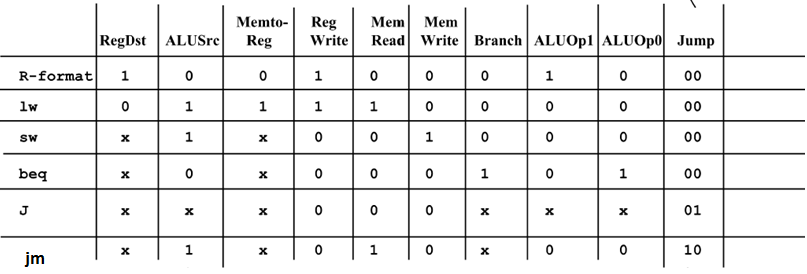 RegDst ALUSrc Memto-Reg Reg Write Mem Read Mem Write Branch ALUOp1 ALUOp0 Jump
R-format 1 0 0 1 0 0 0 1 0 00
lw 0 1 1 1 1 0 0 0 0 00
sw x 1 x 0 0 1 0 0 0 00
beq x 0 x 0 0 0 1 0 1 00
J x x x 0 0 0 x x x 01
jm x 1 x 0 1 0 x 0 0 10